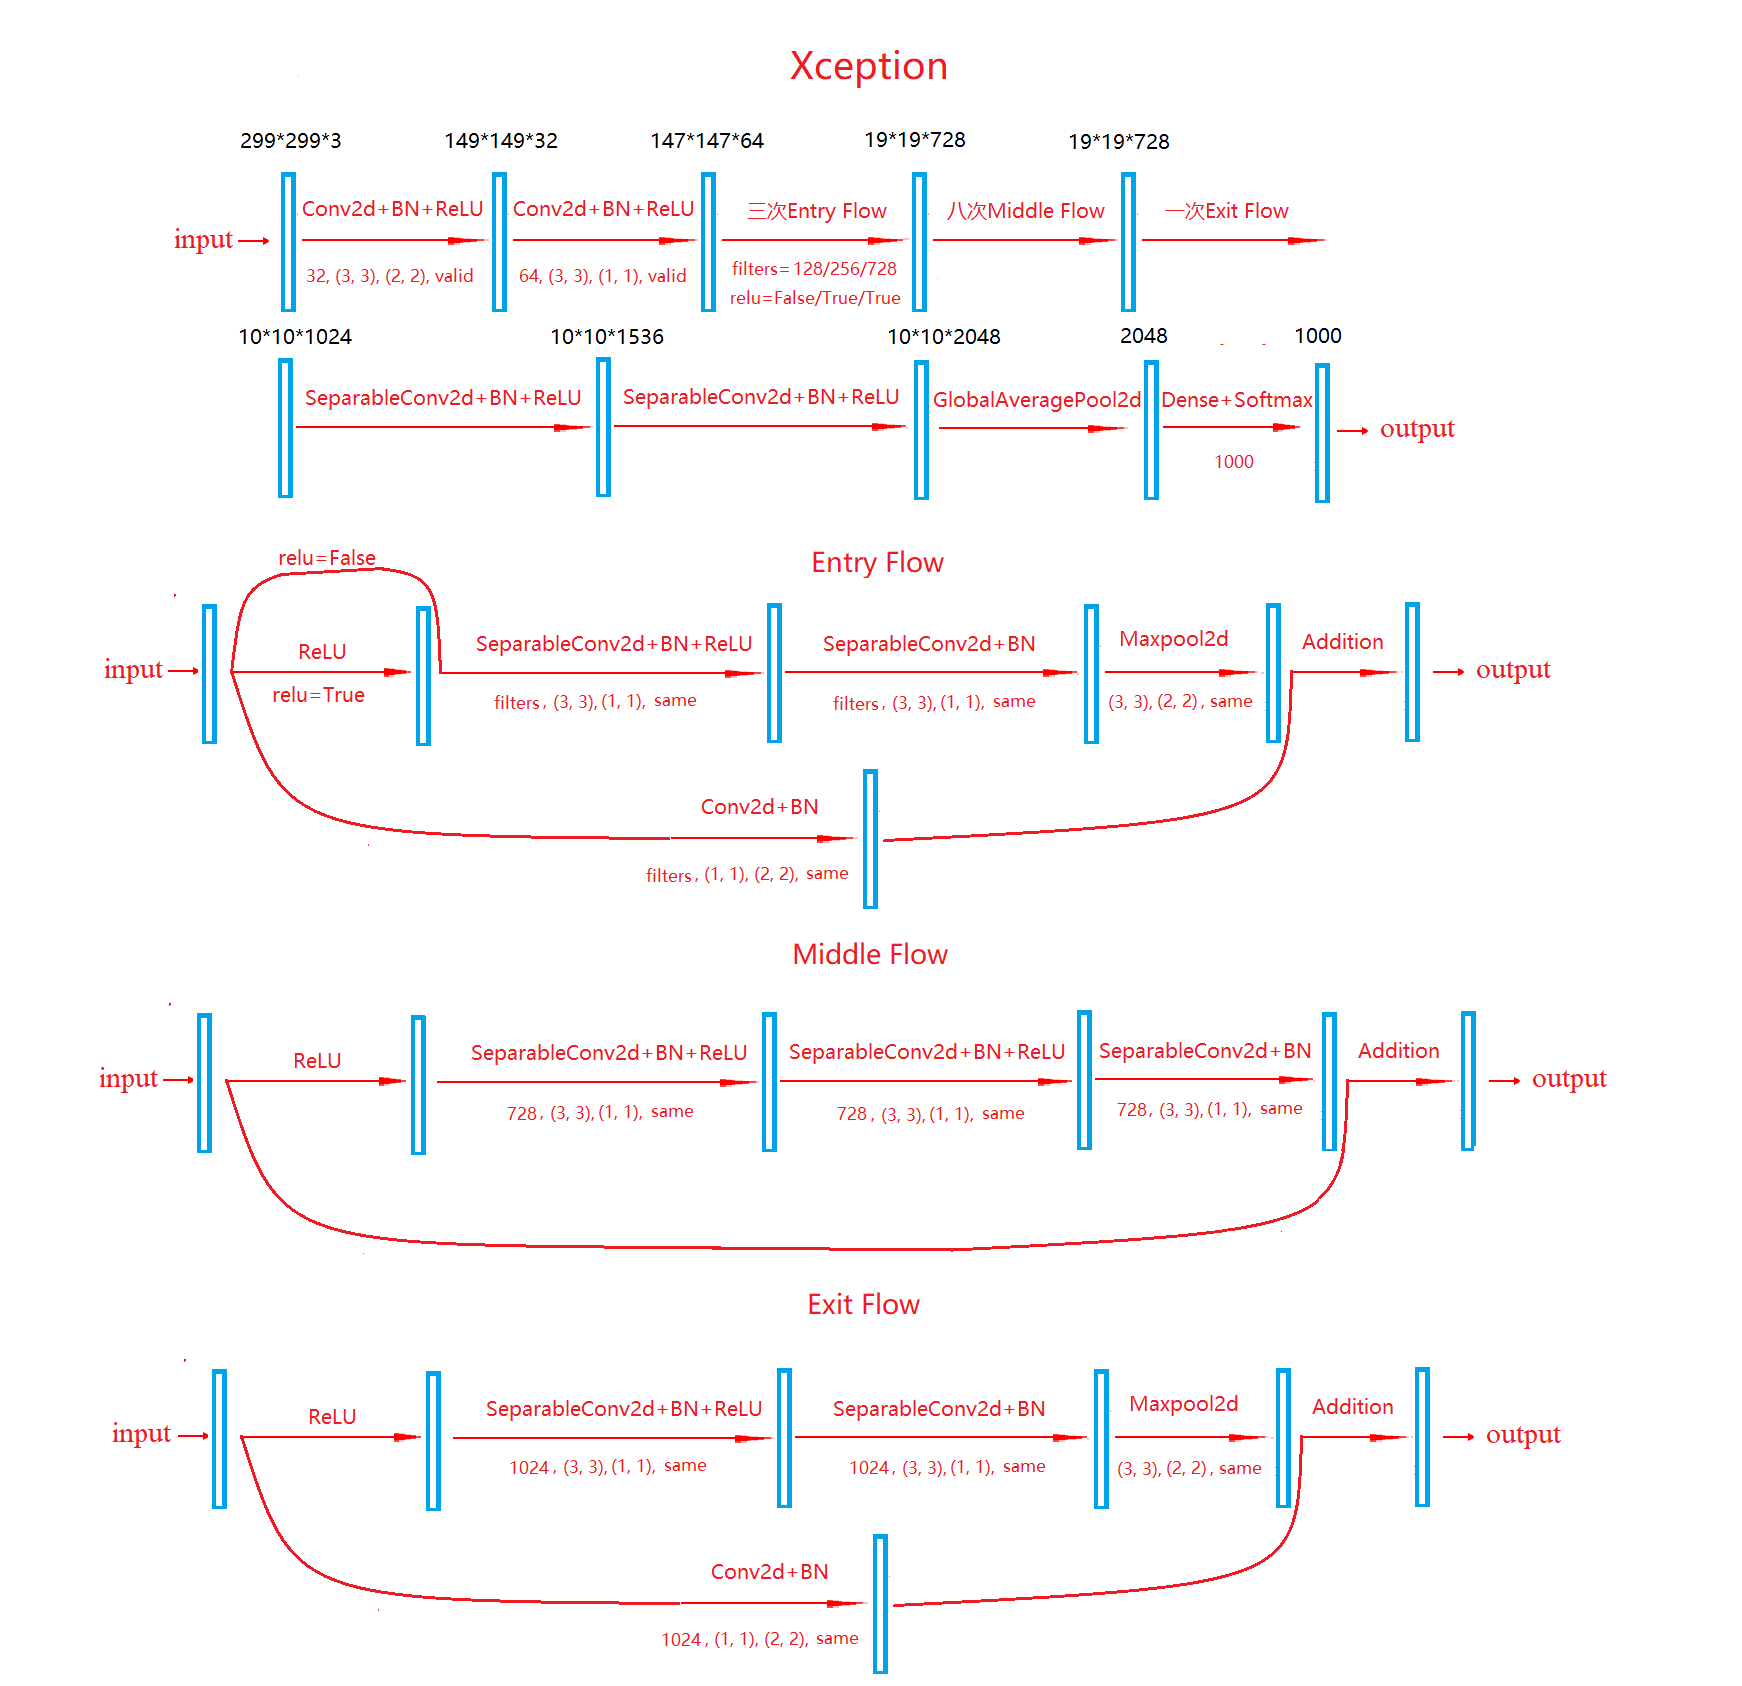 Xception
299*299*3 149*149*32 147*147*64 19*19*728 19*19*728
Conv2d+BN+ReLU Conv2d+BN+ReLU 三次Entry Flow 八次Middle Flow 一次Exit Flow
input
32, (3, 3), (2, 2), valid 64, (3, 3), (1, 1), valid filters=128/256/728
relu=False/True/True
10*10*1024 10*10*1536 10*10*2048 2048 1000
SeparableConv2d+BN+ReLU SeparableConv2d+BN+ReLU GlobalAveragePool2d Dense+Softmax
output
1000
relu=False Entry Flow
ReLU SeparableConv2d+BN+ReLU SeparableConv2d+BN Maxpool2d Addition
input output
relu=True filters, (3, 3), (1, 1), same filters, (3, 3), (1, 1), same (3, 3), (2, 2), same
Conv2d+BN
filters, (1, 1), (2, 2), same
Middle Flow
ReLU SeparableConv2d+BN+ReLU SeparableConv2d+BN+ReLU SeparableConv2d+BN Addition
input output
728, (3, 3), (1, 1), same 728, (3, 3), (1, 1), same 728, (3, 3), (1, 1), same
Exit Flow
ReLU SeparableConv2d+BN+ReLU SeparableConv2d+BN Maxpool2d Addition
input output
1024, (3, 3), (1, 1), same 1024, (3, 3), (1, 1), same (3, 3), (2, 2), same
Conv2d+BN
1024, (1, 1), (2, 2), same